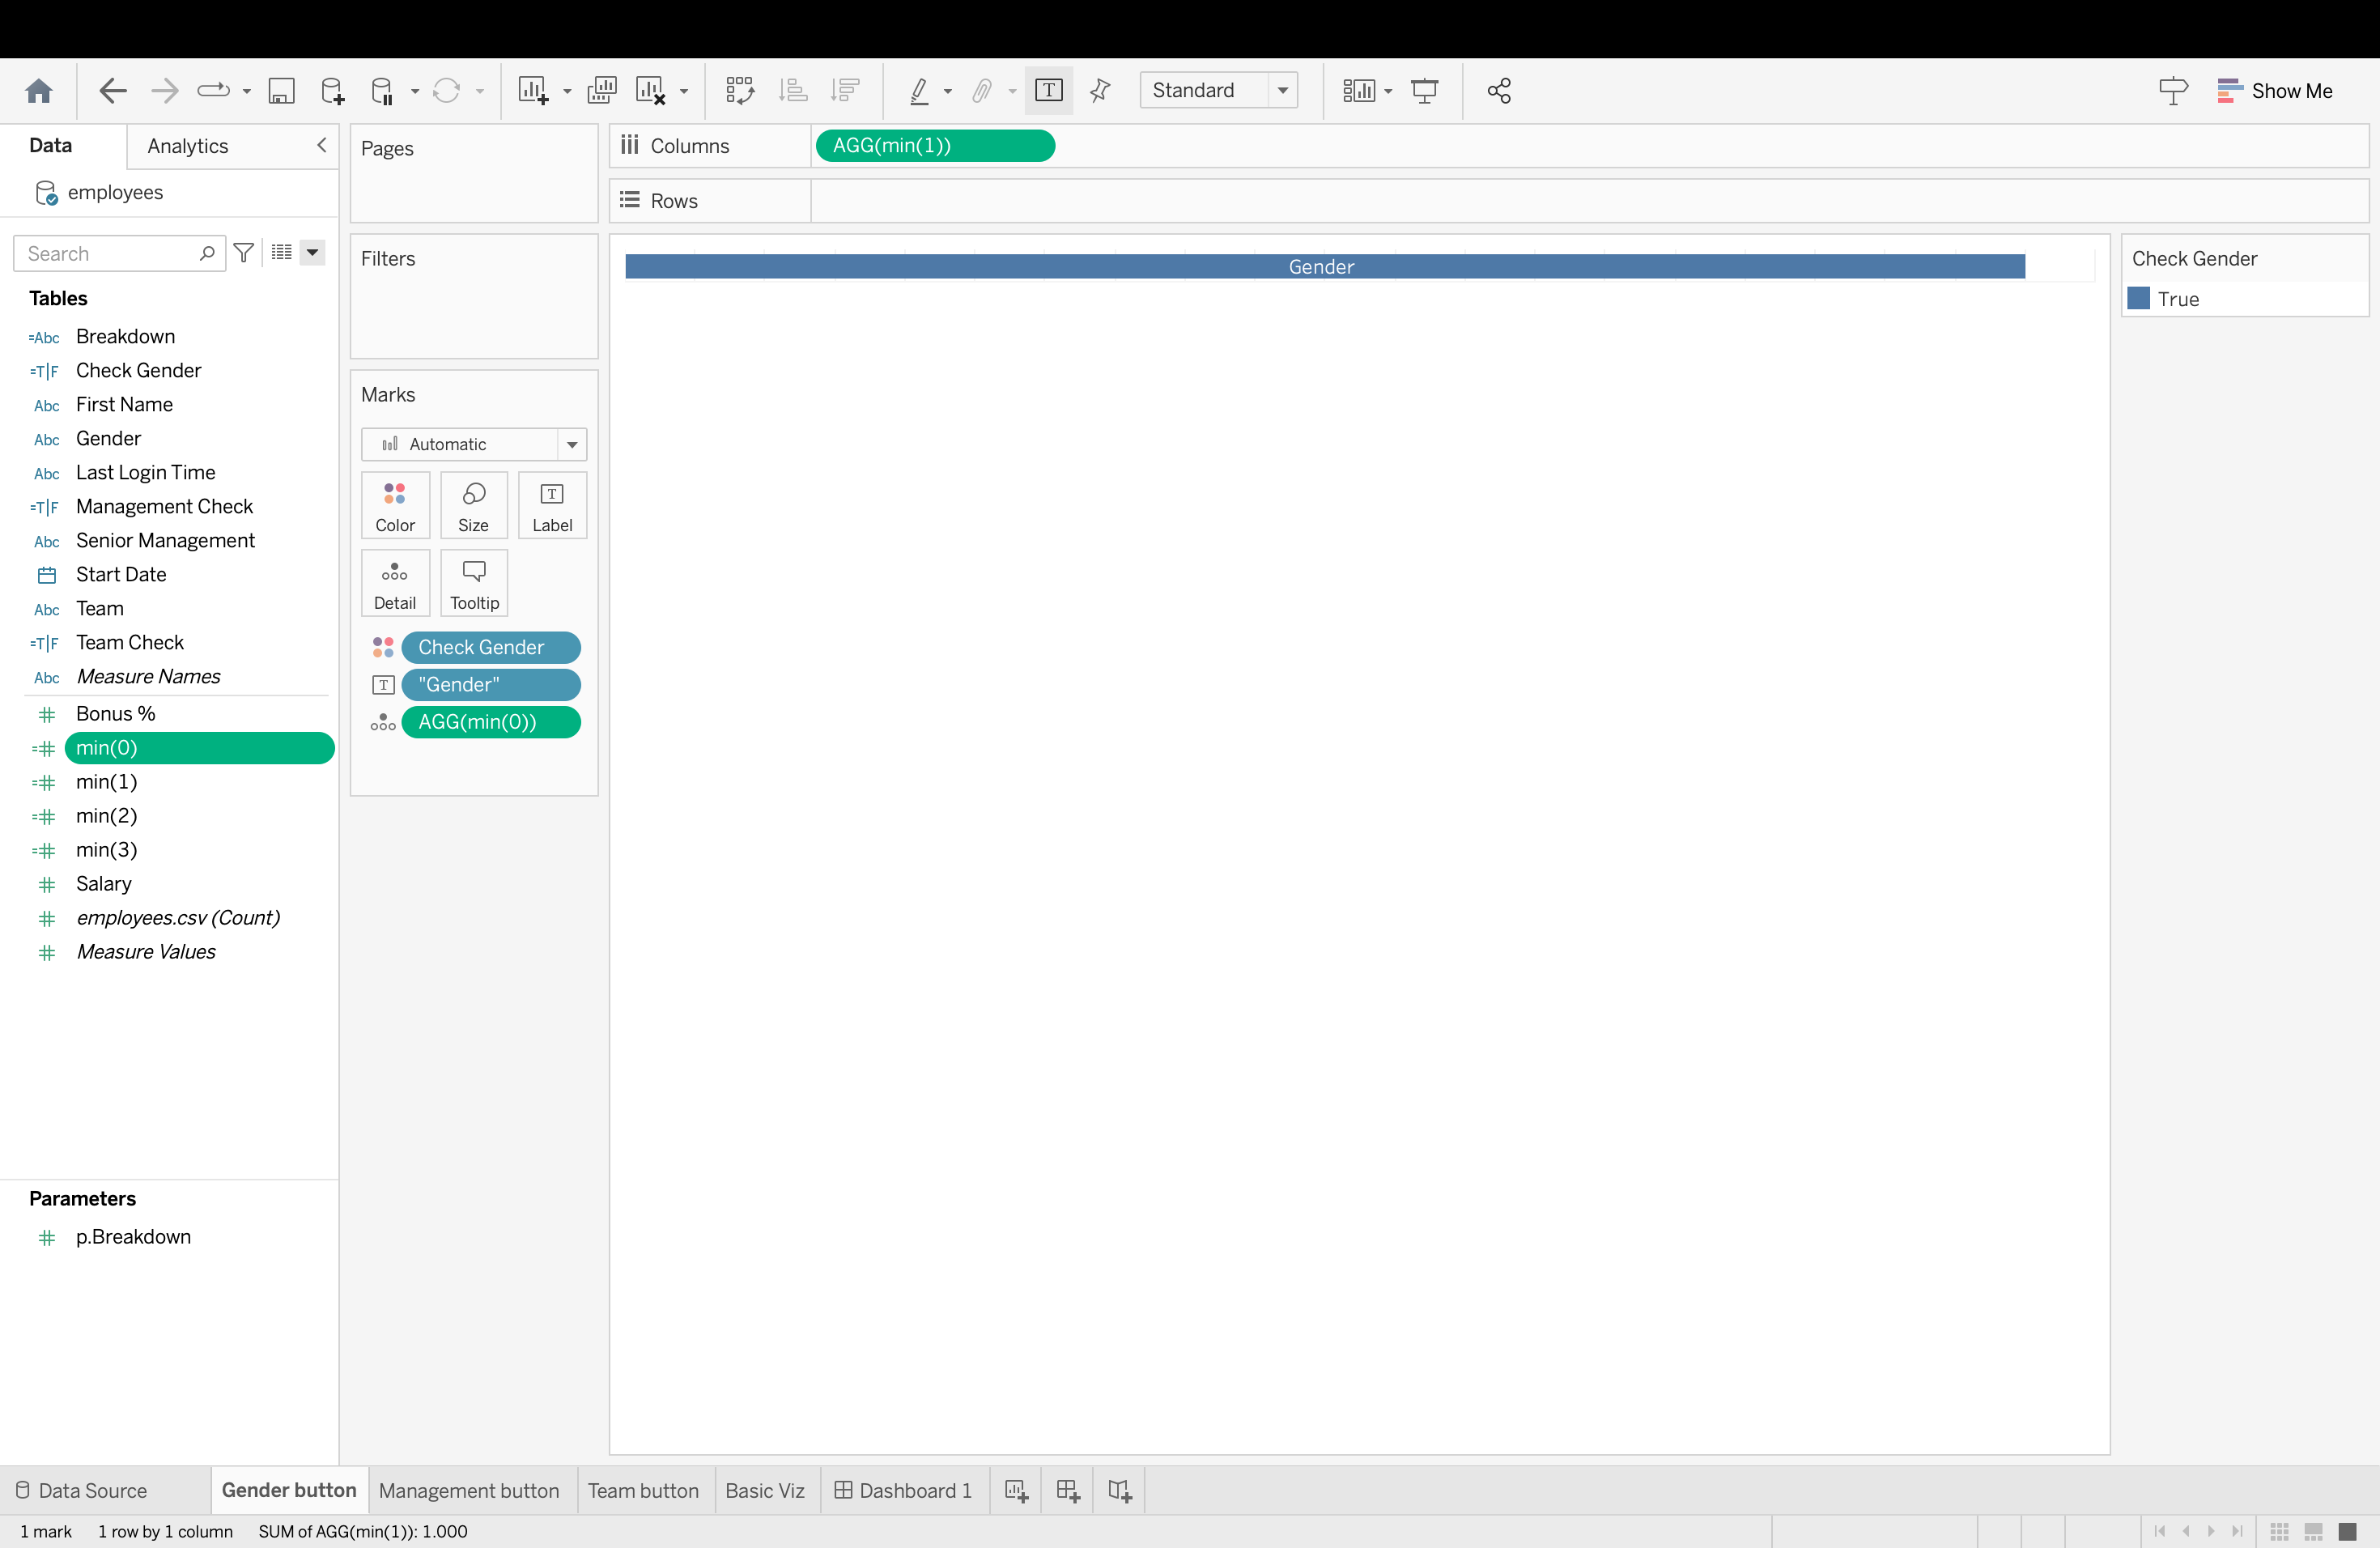 Standard
Show Me
Data
Analytics
Pages
Columns
AGG(min(1))
employees
Rows
Search
Filters
Gender
Check Gender
True
Tables
=Abc Breakdown
=T|F Check Gender
Abc First Name
Abc Gender
Abc Last Login Time
=T|F Management Check
Abc Senior Management
Start Date
Abc Team
=T|F Team Check
Abc Measure Names
# Bonus %
=# min(0)
=# min(1)
=# min(2)
=# min(3)
# Salary
# employees.csv (Count)
# Measure Values
Marks
Automatic
Color
Size
T
Label
Detail
Tooltip
Check Gender
T "Gender"
AGG(min(0))
Parameters
# p.Breakdown
Data Source
Gender button
Management button
Team button
Basic Viz
Dashboard 1
1 mark
1 row by 1 column
SUM of AGG(min(1)): 1.000